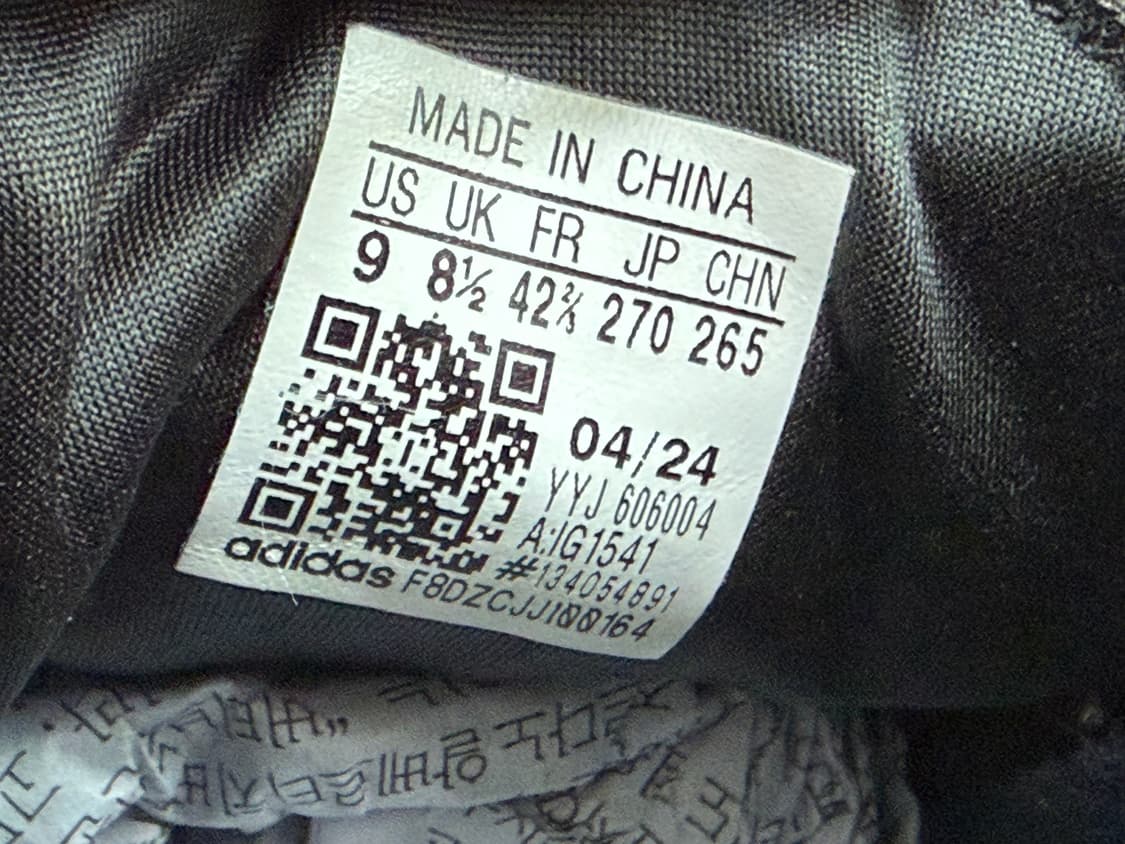 MADE IN CHINA
US UK FR JP CHN
9 8½ 42⅔ 270 265
04/24
YYJ 606004
A:IG1541
#134054891
adidas F8DZCJJ100164